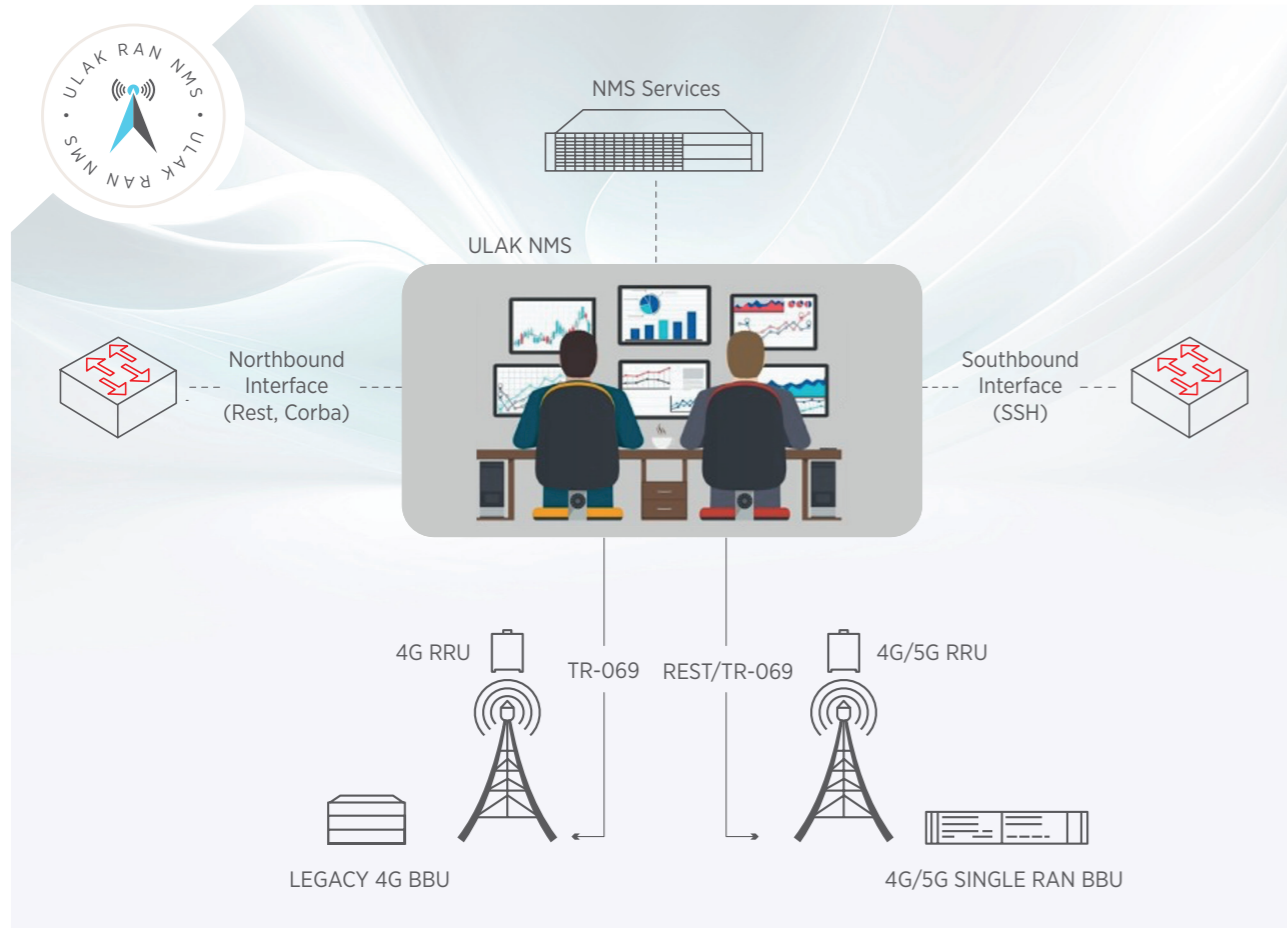 ULAK RAN NMS • ULAK RAN NMS •
NMS Services
ULAK NMS
Northbound
Interface
(Rest, Corba)
Southbound
Interface
(SSH)
4G RRU
TR-069
REST/TR-069
4G/5G RRU
LEGACY 4G BBU
4G/5G SINGLE RAN BBU